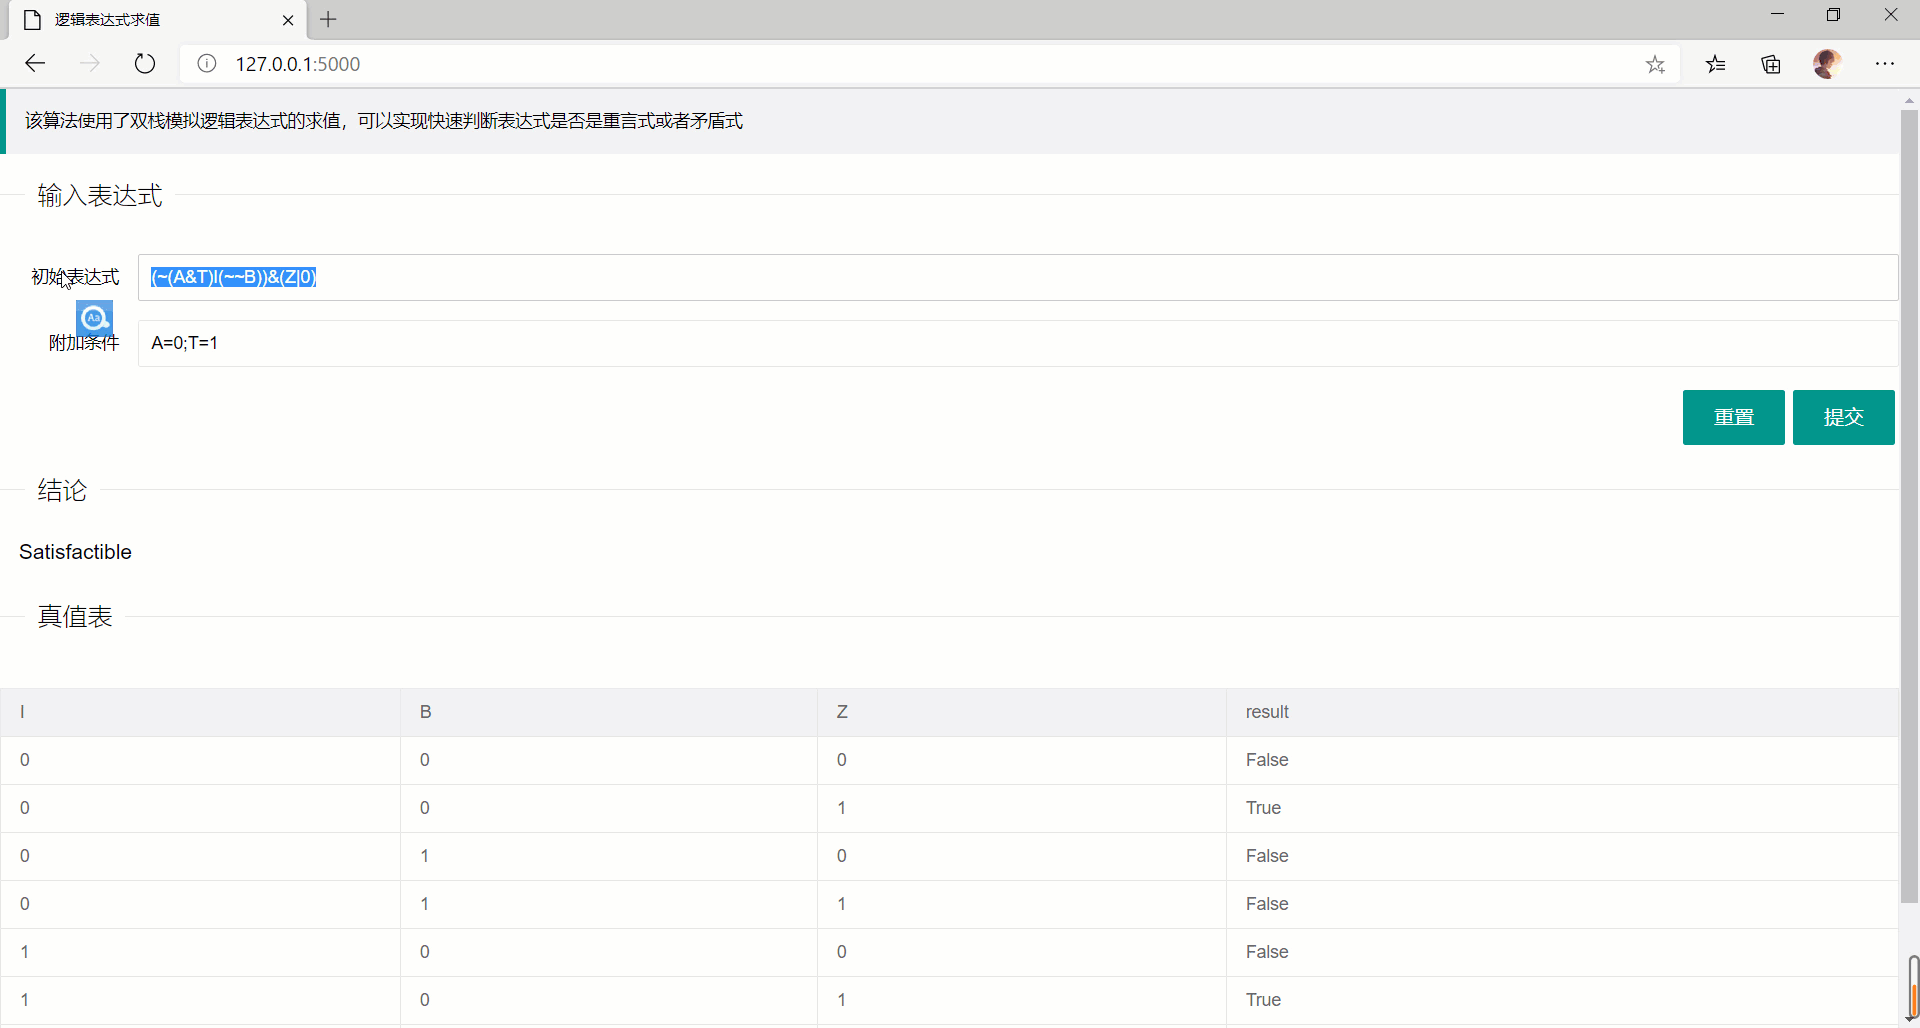 逻辑表达式求值
127.0.0.1:5000
该算法使用了双栈模拟逻辑表达式的求值，可以实现快速判断表达式是否是重言式或者矛盾式
输入表达式
初始表达式 (~(A&T)I(~~B))&(Z|0)
Aa
附加条件 A=0;T=1
重置 提交
结论
Satisfactible
真值表
I B Z result
0 0 0 False
0 0 1 True
0 1 0 False
0 1 1 False
1 0 0 False
1 0 1 True